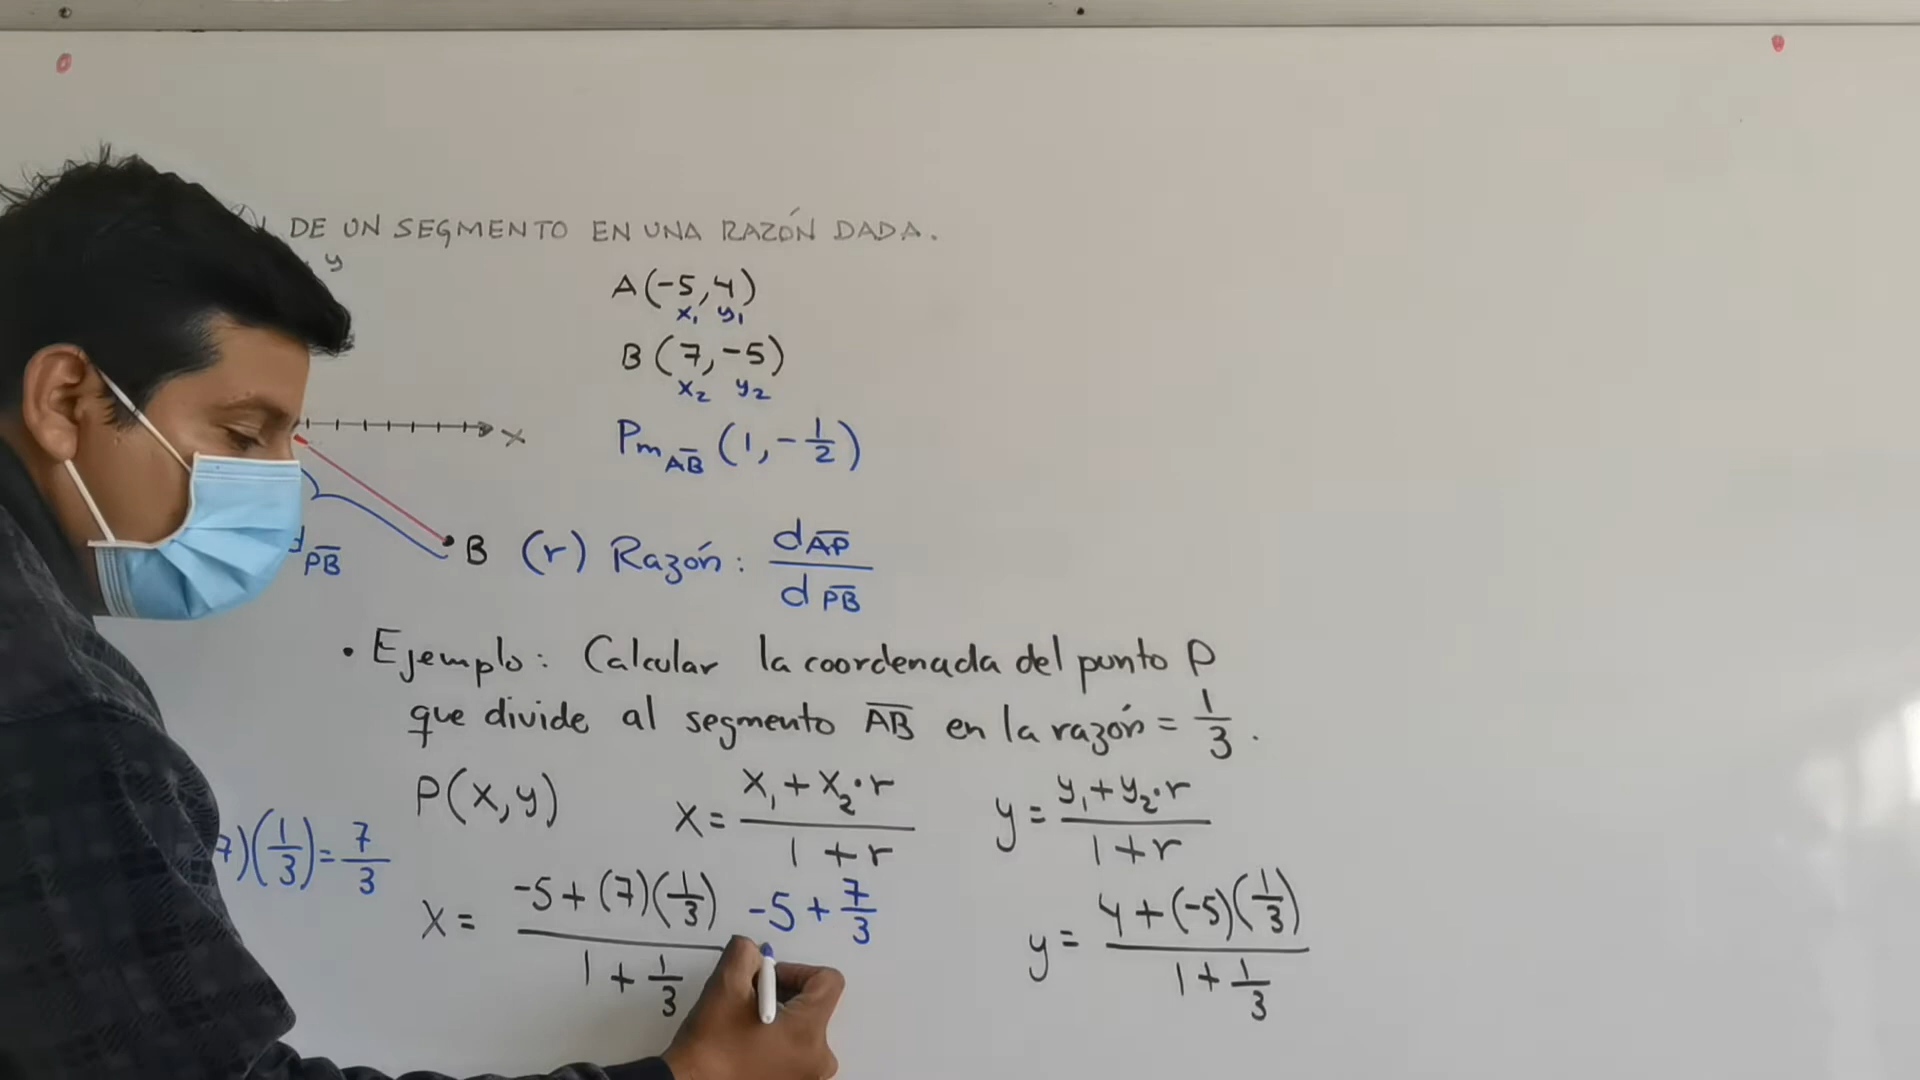 DE UN SEGMENTO EN UNA RAZÓN DADA.
y
A(-5,4)
x₁ y₁
B(7,-5)
x₂ y₂
x
Pm_AB (1, -1/2)
d_PB
B (r) Razón: d_AP / d_PB
• Ejemplo: Calcular la coordenada del punto P
que divide al segmento AB en la razón = 1/3.
P(x,y) x = (x₁ + x₂·r) / (1 + r) y = (y₁ + y₂·r) / (1 + r)
7)(1/3) = 7/3
x = (-5 + (7)(1/3)) / (1 + 1/3) -5 + 7/3 y = (4 + (-5)(1/3)) / (1 + 1/3)